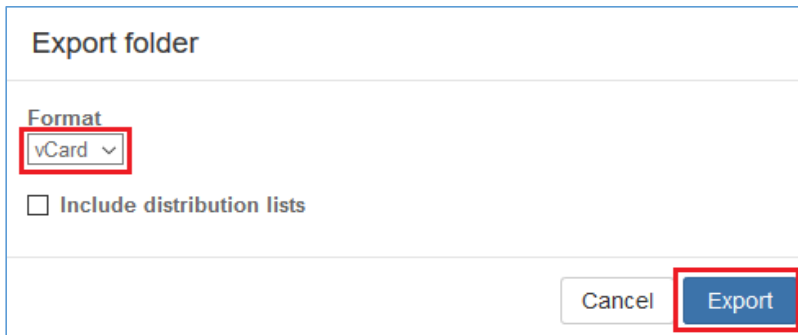 Export folder
Format
vCard
Include distribution lists
Cancel Export